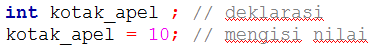 int kotak_apel ; // deklarasi
kotak_apel = 10; // mengisi nilai